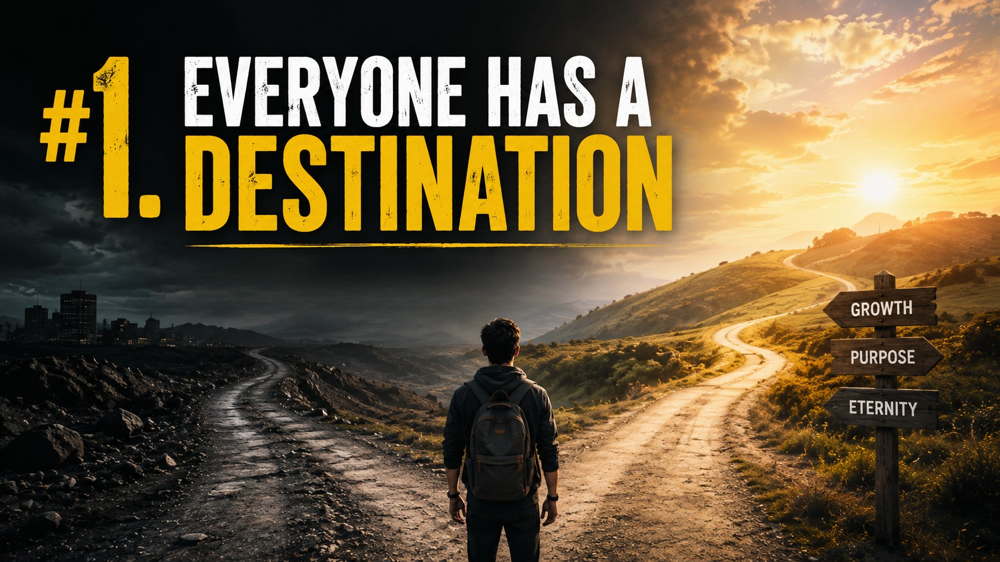 #1. EVERYONE HAS A
DESTINATION
GROWTH
PURPOSE
ETERNITY